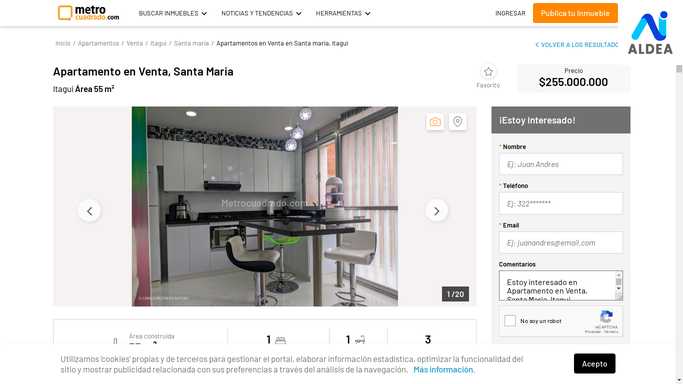 metro
cuadrado.com
BUSCAR INMUEBLES
NOTICIAS Y TENDENCIAS
HERRAMIENTAS
INGRESAR
Publica tu Inmueble
ALDEA
Inicio / Apartamentos / Venta / Itagui / Santa maria / Apartamentos en Venta en Santa maria, Itagui
< VOLVER A LOS RESULTADO
Apartamento en Venta, Santa Maria
Itagui Área 55 m²
Favorito
Precio
$255.000.000
Metrocuadrado.com
1 / 20
¡Estoy Interesado!
* Nombre
Ej: Juan Andres
* Teléfono
Ej: 322*******
* Email
Ej: juanandres@email.com
Comentarios
Estoy interesado en
Apartamento en Venta,
Santa Maria, Itagui
No soy un robot
reCAPTCHA
Privacidad - Términos
Área construida
1
1
3
Utilizamos 'cookies' propias y de terceros para gestionar el portal, elaborar información estadística, optimizar la funcionalidad del
sitio y mostrar publicidad relacionada con sus preferencias a través del análisis de la navegación. Más información.
Acepto